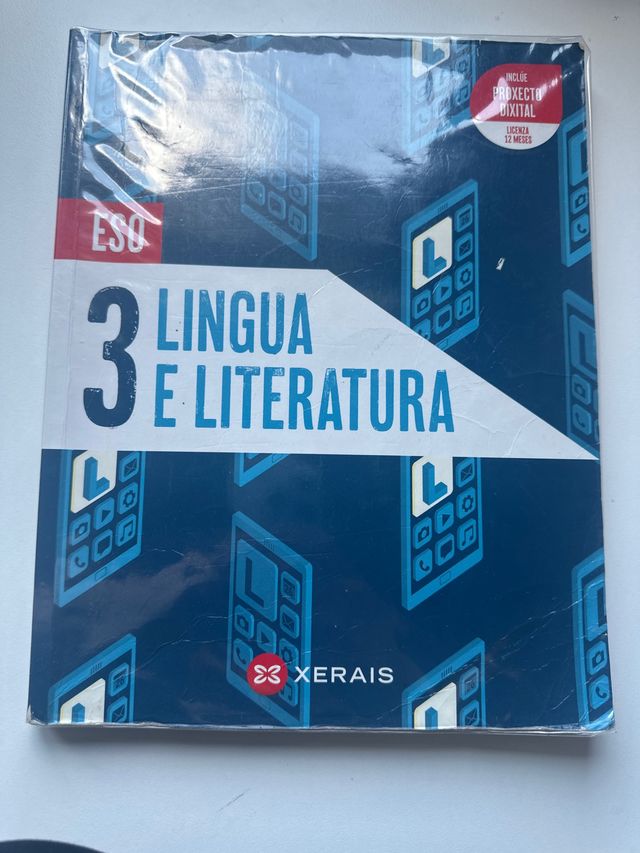 INCLÚE
PROXECTO
DIXITAL
LICENZA
12 MESES
ESO
3
LINGUA
E LITERATURA
XERAIS